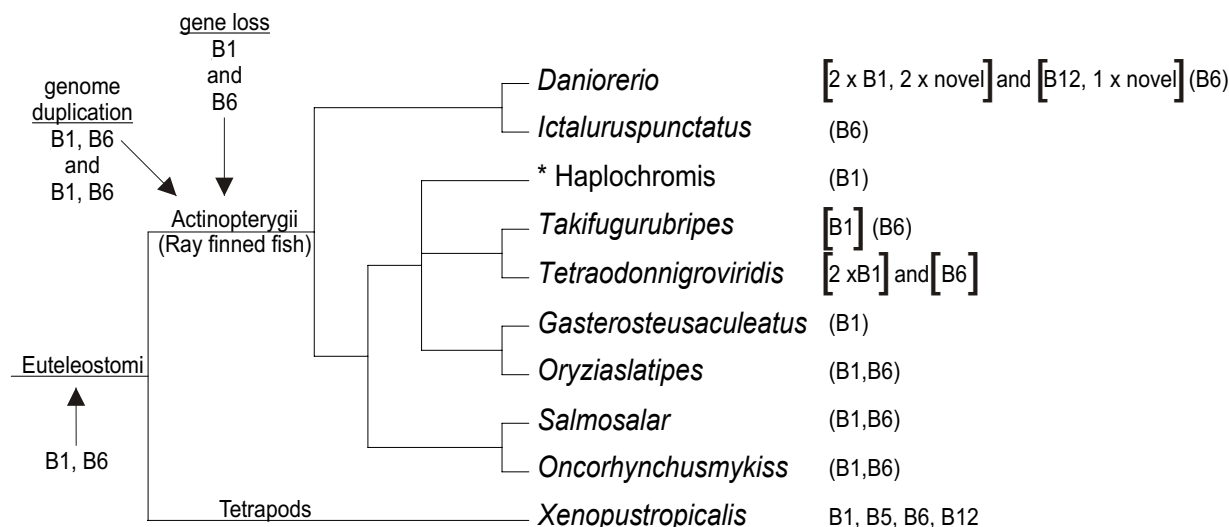 gene loss
B1
and
B6
genome
duplication
B1, B6
and
B1, B6
Actinopterygii
(Ray finned fish)
Euteleostomi
B1, B6
Tetrapods
Daniorerio [2 x B1, 2 x novel] and [B12, 1 x novel] (B6)
Ictaluruspunctatus (B6)
* Haplochromis (B1)
Takifugurubripes [B1] (B6)
Tetraodonnigroviridis [2 xB1] and [B6]
Gasterosteusaculeatus (B1)
Oryziaslatipes (B1,B6)
Salmosalar (B1,B6)
Oncorhynchusmykiss (B1,B6)
Xenopustropicalis B1, B5, B6, B12